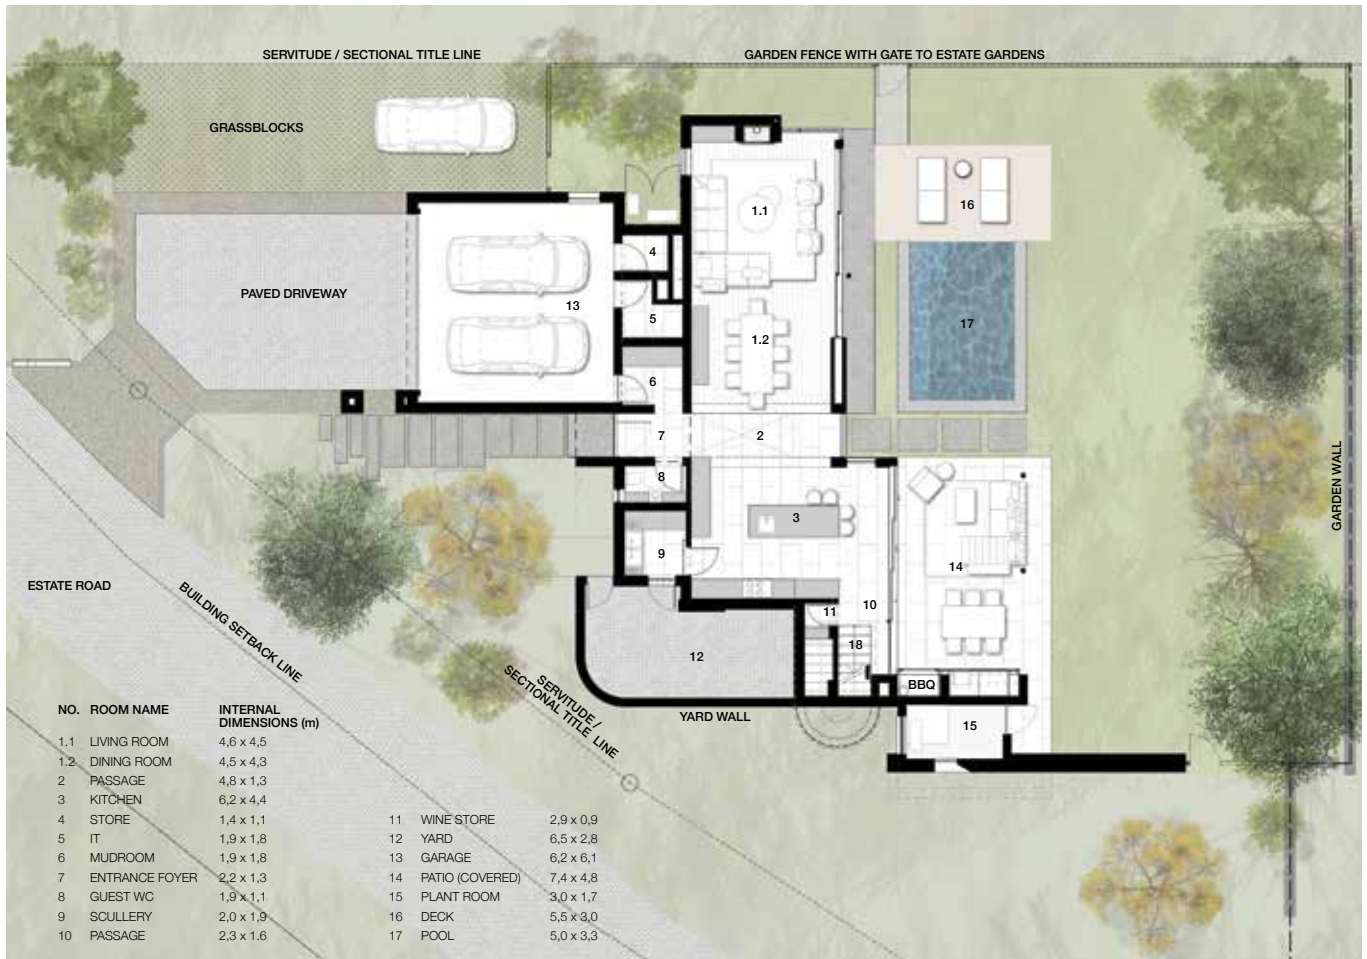 SERVITUDE / SECTIONAL TITLE LINE
GARDEN FENCE WITH GATE TO ESTATE GARDENS
GRASSBLOCKS
1.1
16
4
PAVED DRIVEWAY
13
5
17
1.2
6
7
2
8
GARDEN WALL
3
9
14
ESTATE ROAD
BUILDING SETBACK LINE
10
11
18
12
SERVITUDE /
SECTIONAL TITLE LINE
BBQ
YARD WALL
15
NO. ROOM NAME INTERNAL
DIMENSIONS (m)
1.1 LIVING ROOM 4,6 x 4,5
1.2 DINING ROOM 4,5 x 4,3
2 PASSAGE 4,8 x 1,3
3 KITCHEN 6,2 x 4,4
4 STORE 1,4 x 1,1
5 IT 1,9 x 1,8
6 MUDROOM 1,9 x 1,8
7 ENTRANCE FOYER 2,2 x 1,3
8 GUEST WC 1,9 x 1,1
9 SCULLERY 2,0 x 1,9
10 PASSAGE 2,3 x 1.6
11 WINE STORE 2,9 x 0,9
12 YARD 6,5 x 2,8
13 GARAGE 6,2 x 6,1
14 PATIO (COVERED) 7,4 x 4,8
15 PLANT ROOM 3,0 x 1,7
16 DECK 5,5 x 3,0
17 POOL 5,0 x 3,3